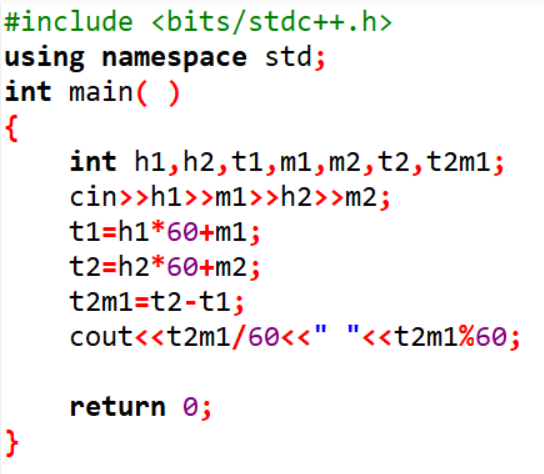 #include <bits/stdc++.h>
using namespace std;
int main( )
{
    int h1,h2,t1,m1,m2,t2,t2m1;
    cin>>h1>>m1>>h2>>m2;
    t1=h1*60+m1;
    t2=h2*60+m2;
    t2m1=t2-t1;
    cout<<t2m1/60<<" "<<t2m1%60;
    return 0;
}